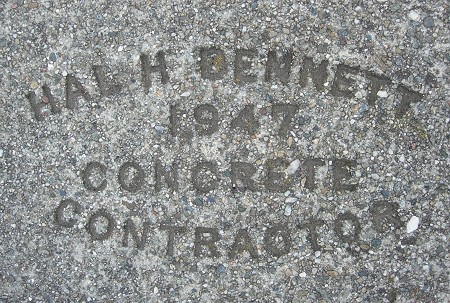 HAL H. BENNETT
1947
CONCRETE
CONTRACTOR